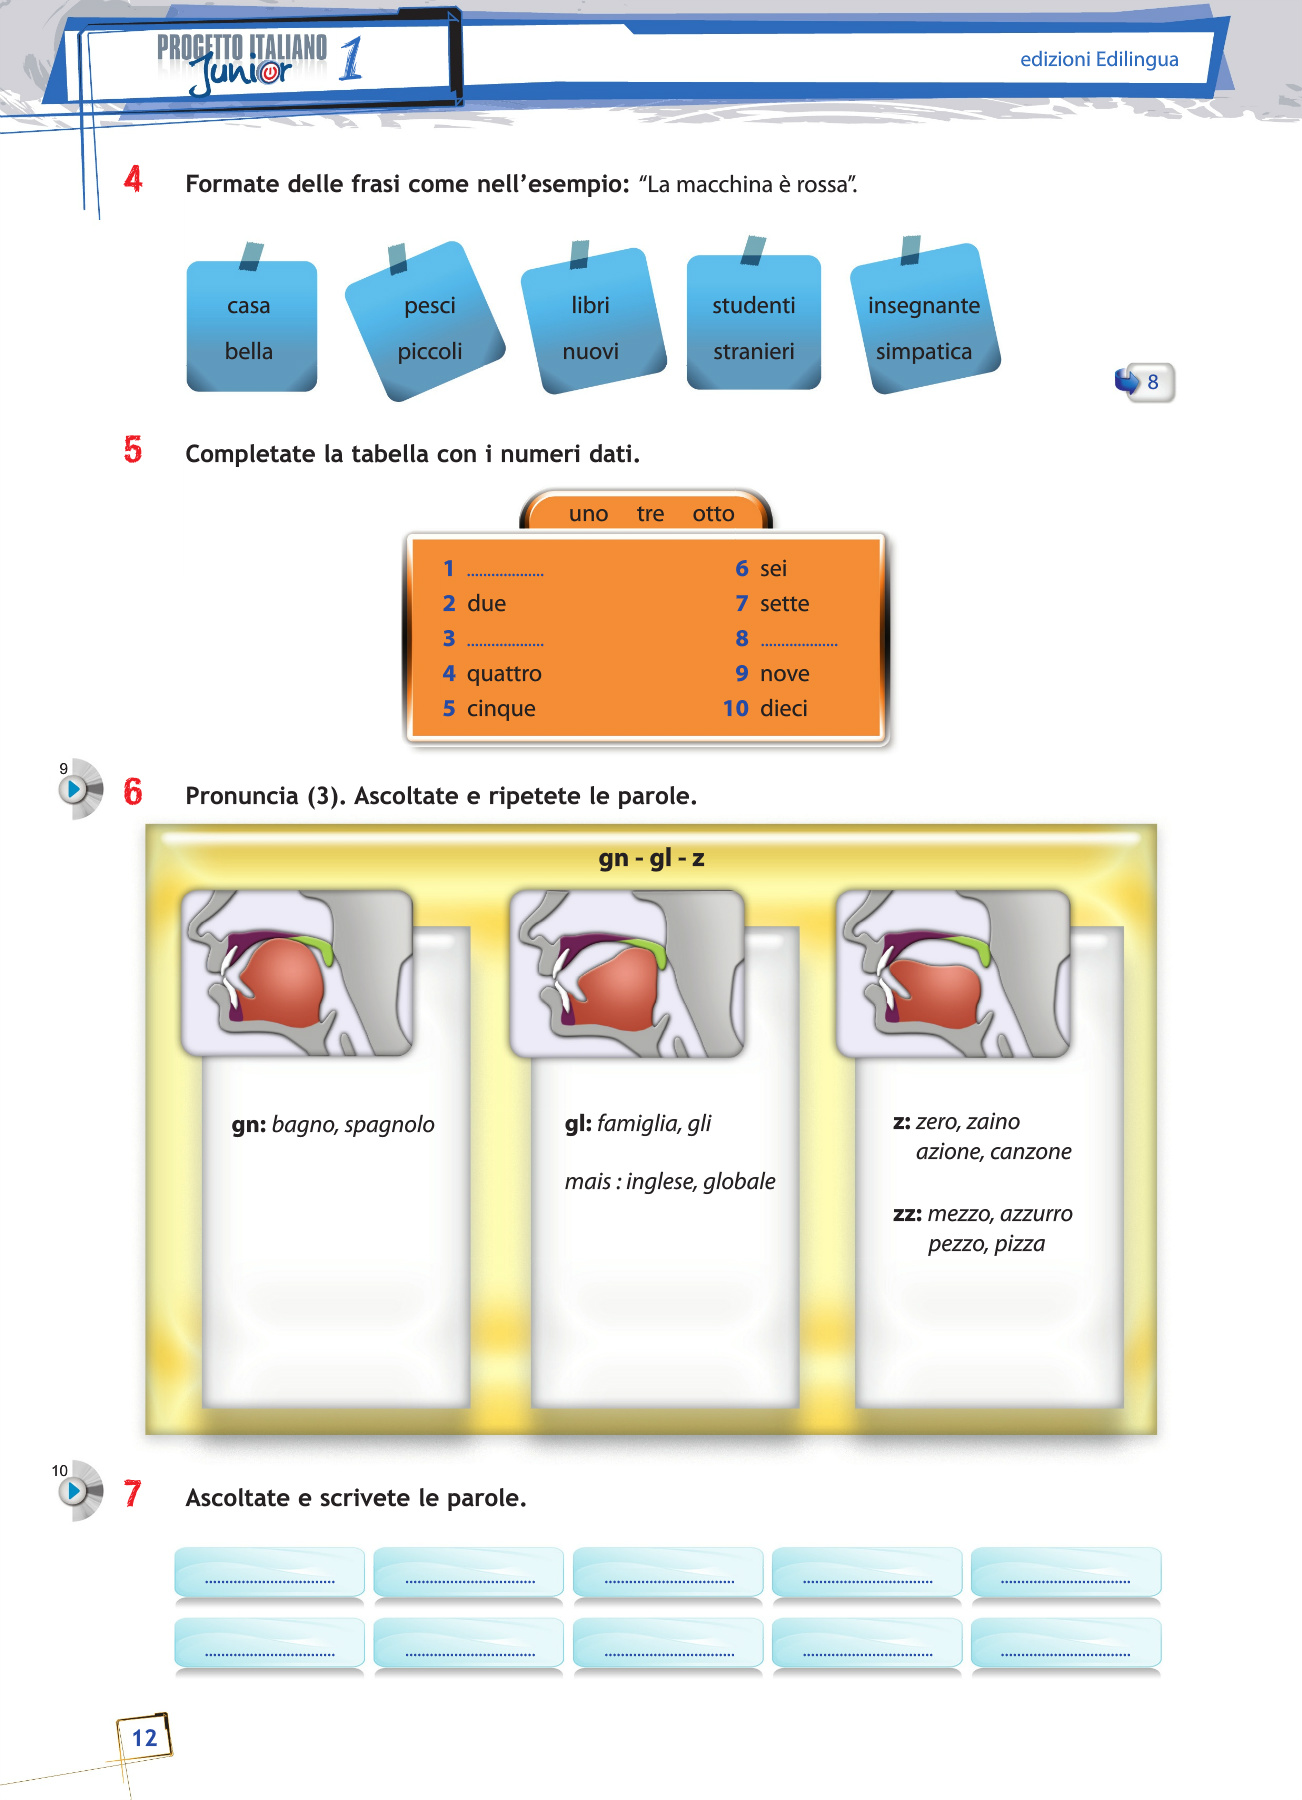 PROGETTO ITALIANO
Junior 1
edizioni Edilingua
4 Formate delle frasi come nell’esempio: “La macchina è rossa”.
casa pesci libri studenti insegnante
bella piccoli nuovi stranieri simpatica
8
5 Completate la tabella con i numeri dati.
uno tre otto
1 ................... 6 sei
2 due 7 sette
3 ................... 8 ...................
4 quattro 9 nove
5 cinque 10 dieci
9
6 Pronuncia (3). Ascoltate e ripetete le parole.
gn - gl - z
gn: bagno, spagnolo
gl: famiglia, gli
mais : inglese, globale
z: zero, zaino
azione, canzone
zz: mezzo, azzurro
pezzo, pizza
10
7 Ascoltate e scrivete le parole.
................................ ................................ ................................ ................................ ................................
................................ ................................ ................................ ................................ ................................
12